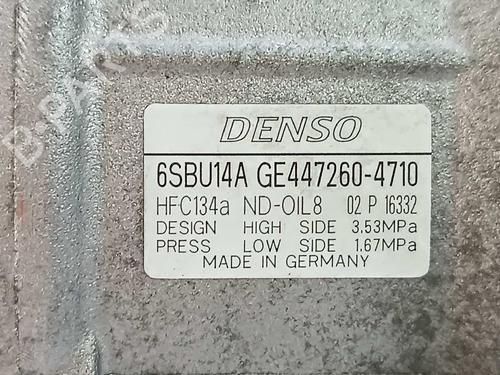 B-PARTS
DENSO
6SBU14A GE447260-4710
HFC134a ND-OIL8 02 P 16332
DESIGN HIGH SIDE 3.53MPa
PRESS LOW SIDE 1.67MPa
MADE IN GERMANY